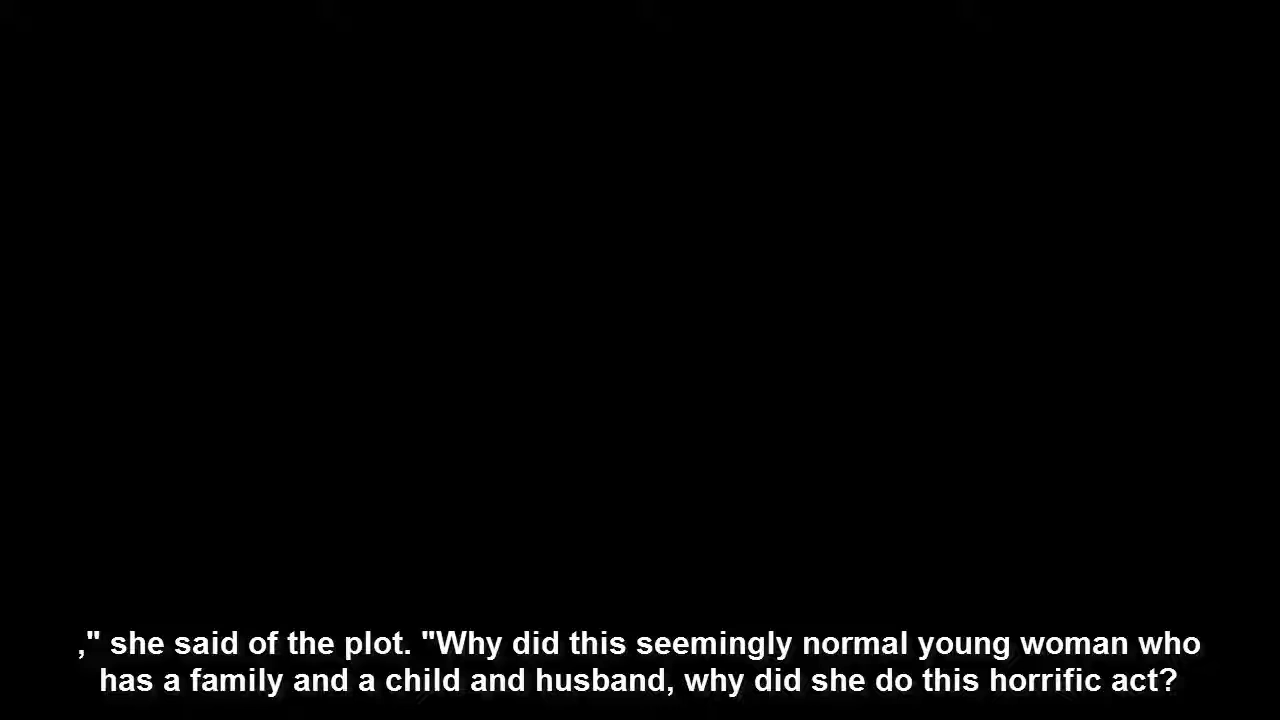 ," she said of the plot. "Why did this seemingly normal young woman who
has a family and a child and husband, why did she do this horrific act?